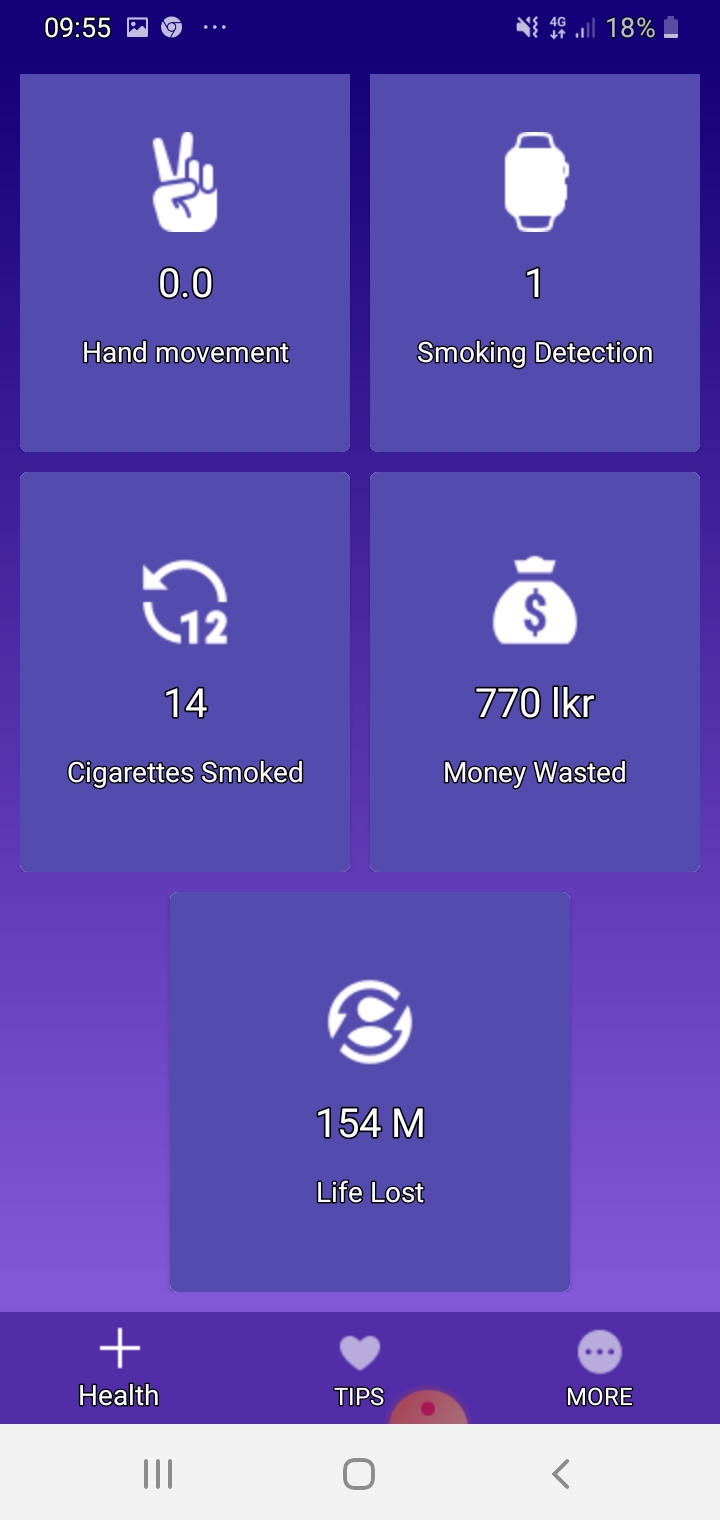 09:55 4G 18%
0.0 1
Hand movement Smoking Detection
12 $
14 770 lkr
Cigarettes Smoked Money Wasted
154 M
Life Lost
Health TIPS MORE